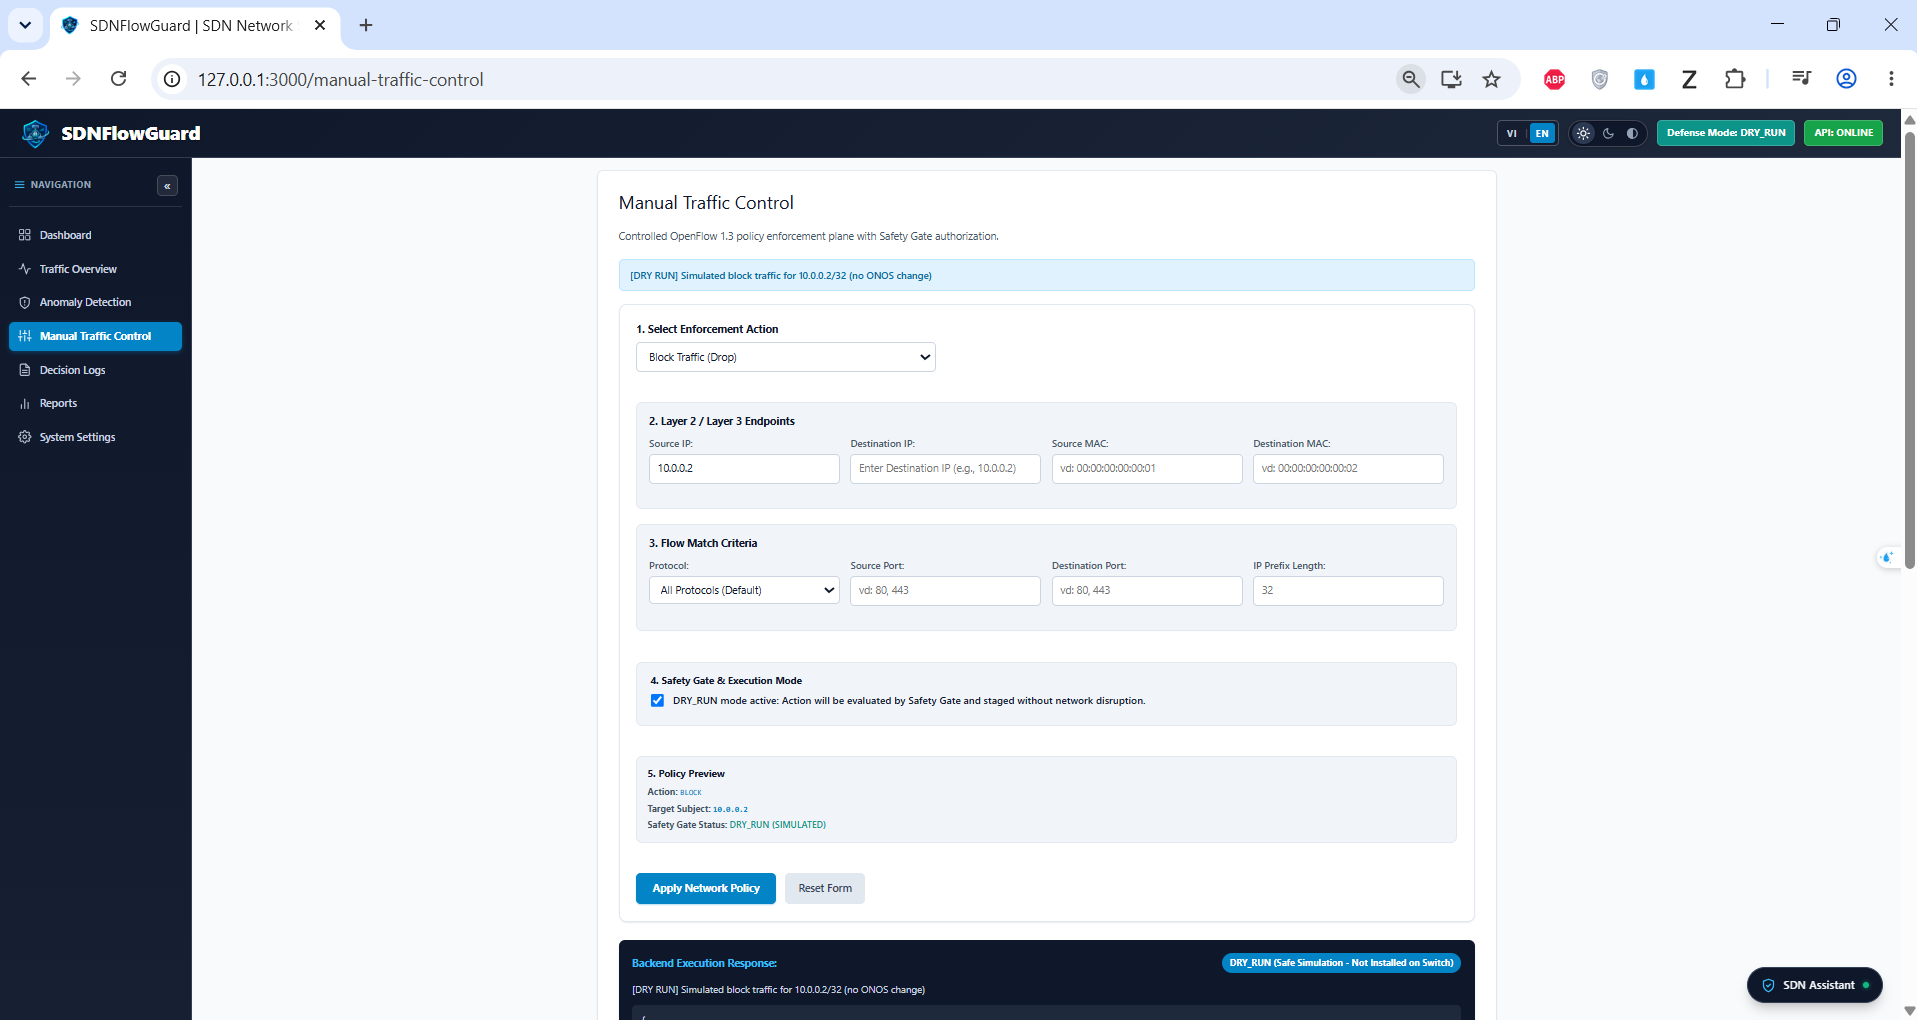 SDNFlowGuard | SDN Network
127.0.0.1:3000/manual-traffic-control
ABP
Z
SDNFlowGuard
VI EN
Defense Mode: DRY_RUN
API: ONLINE
NAVIGATION
«
Dashboard
Traffic Overview
Anomaly Detection
Manual Traffic Control
Decision Logs
Reports
System Settings
Manual Traffic Control
Controlled OpenFlow 1.3 policy enforcement plane with Safety Gate authorization.
[DRY RUN] Simulated block traffic for 10.0.0.2/32 (no ONOS change)
1. Select Enforcement Action
Block Traffic (Drop)
2. Layer 2 / Layer 3 Endpoints
Source IP: Destination IP: Source MAC: Destination MAC:
10.0.0.2 Enter Destination IP (e.g., 10.0.0.2) vd: 00:00:00:00:00:01 vd: 00:00:00:00:00:02
3. Flow Match Criteria
Protocol: Source Port: Destination Port: IP Prefix Length:
All Protocols (Default) vd: 80, 443 vd: 80, 443 32
4. Safety Gate & Execution Mode
DRY_RUN mode active: Action will be evaluated by Safety Gate and staged without network disruption.
5. Policy Preview
Action: BLOCK
Target Subject: 10.0.0.2
Safety Gate Status: DRY_RUN (SIMULATED)
Apply Network Policy Reset Form
Backend Execution Response: DRY_RUN (Safe Simulation - Not Installed on Switch)
[DRY RUN] Simulated block traffic for 10.0.0.2/32 (no ONOS change)
SDN Assistant